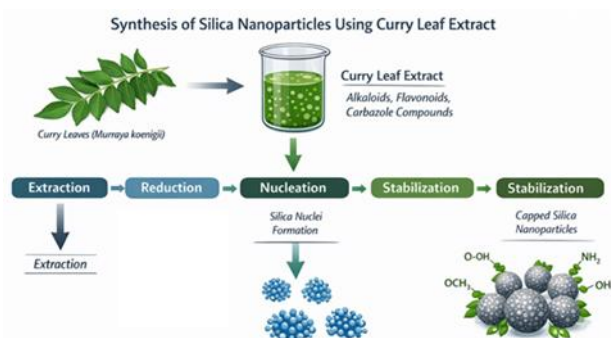 Synthesis of Silica Nanoparticles Using Curry Leaf Extract
Curry Leaves (Murraya koenigii)
Curry Leaf Extract
Alkaloids, Flavonoids,
Carbazole Compounds
Extraction
Reduction
Nucleation
Stabilization
Stabilization
Extraction
Silica Nuclei
Formation
Capped Silica
Nanoparticles
O-OH
NH₂
OCH₃
OH